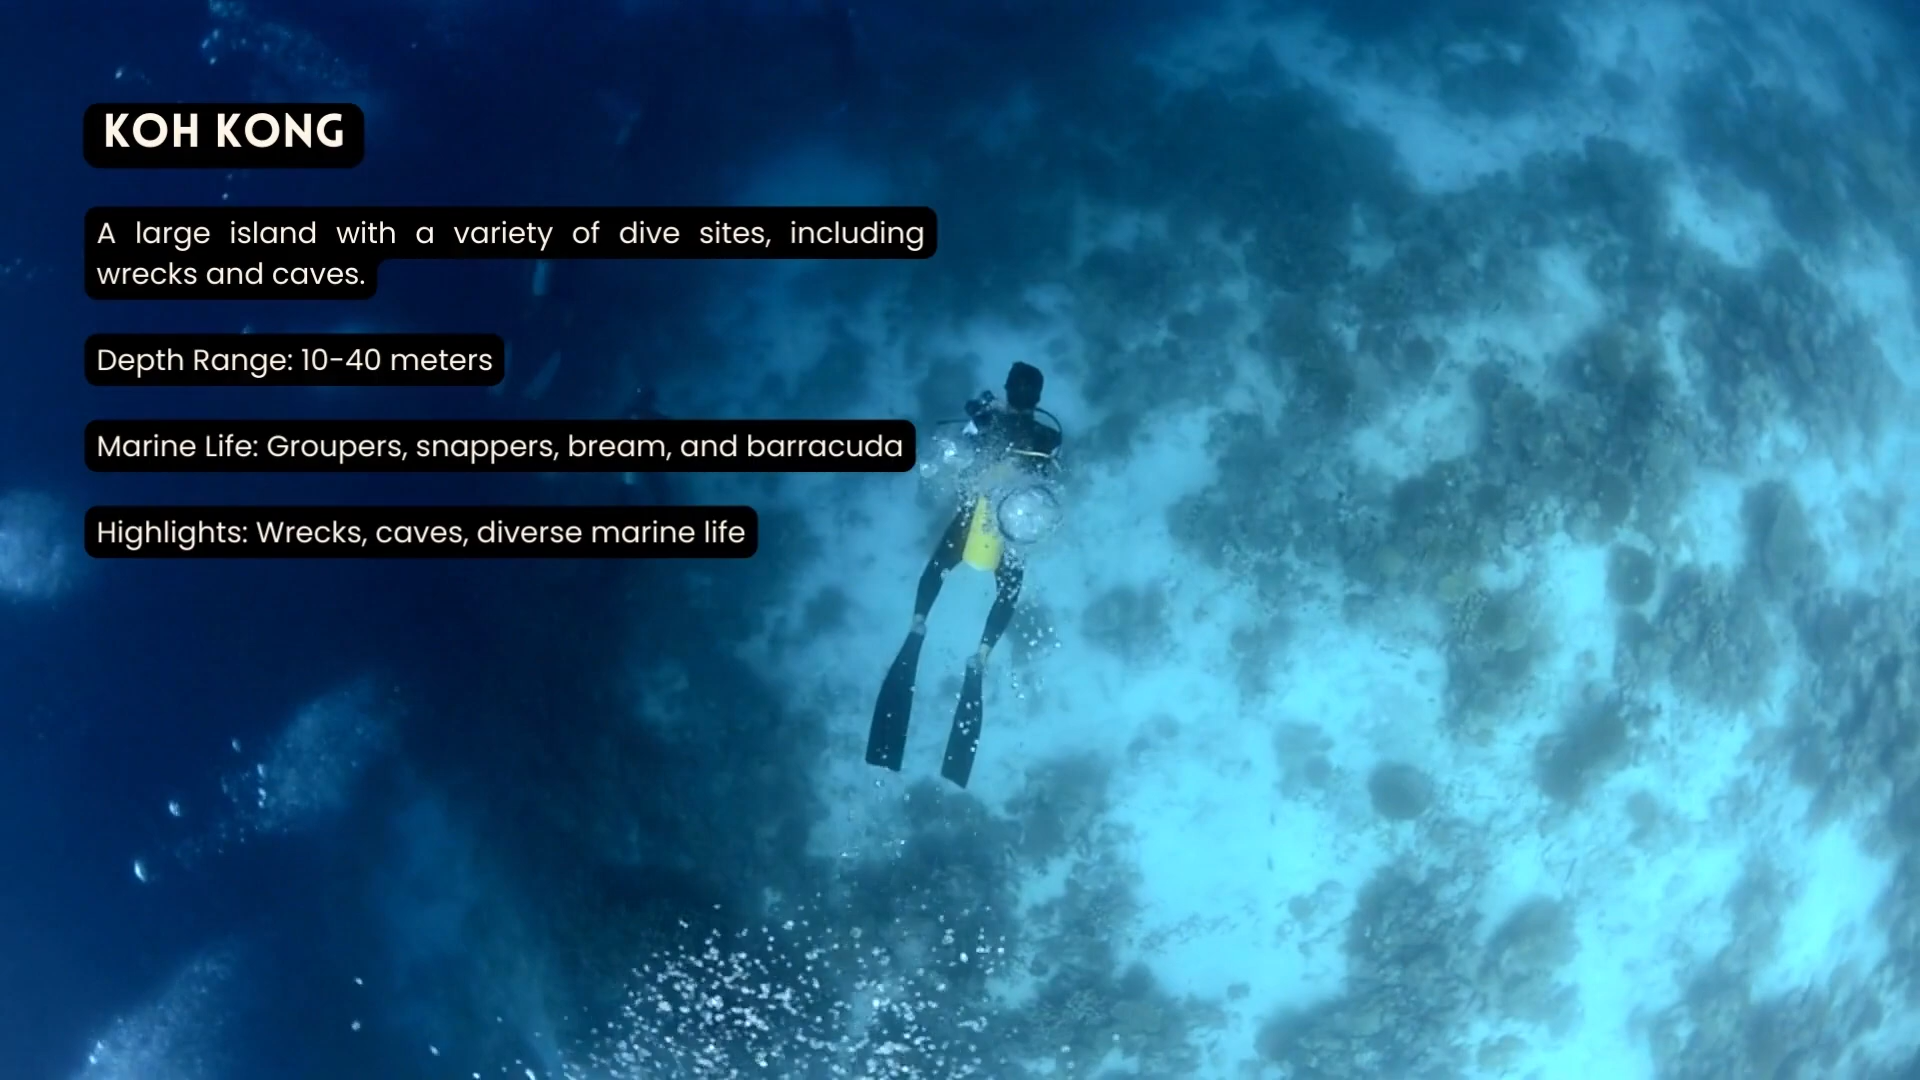 KOH KONG
A large island with a variety of dive sites, including
wrecks and caves.
Depth Range: 10-40 meters
Marine Life: Groupers, snappers, bream, and barracuda
Highlights: Wrecks, caves, diverse marine life